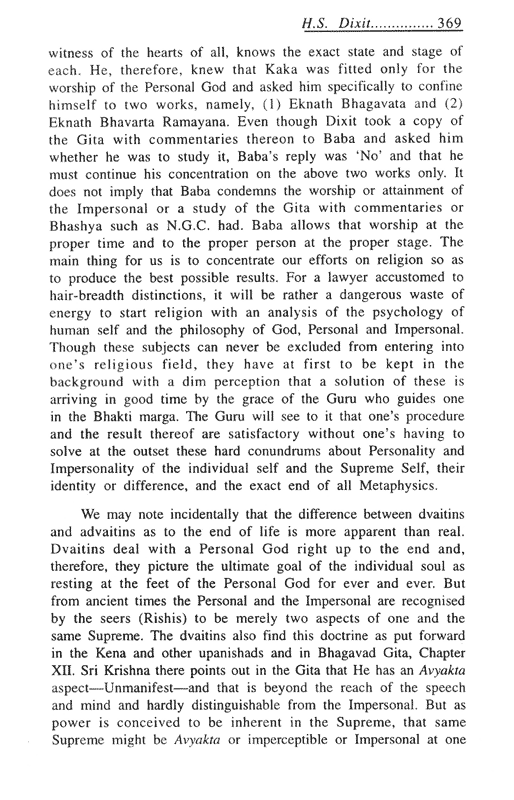 H.S. Dixit............... 369
witness of the hearts of all, knows the exact state and stage of
each. He, therefore, knew that Kaka was fitted only for the
worship of the Personal God and asked him specifically to confine
himself to two works, namely, (1) Eknath Bhagavata and (2)
Eknath Bhavarta Ramayana. Even though Dixit took a copy of
the Gita with commentaries thereon to Baba and asked him
whether he was to study it, Baba's reply was 'No' and that he
must continue his concentration on the above two works only. It
does not imply that Baba condemns the worship or attainment of
the Impersonal or a study of the Gita with commentaries or
Bhashya such as N.G.C. had. Baba allows that worship at the
proper time and to the proper person at the proper stage. The
main thing for us is to concentrate our efforts on religion so as
to produce the best possible results. For a lawyer accustomed to
hair-breadth distinctions, it will be rather a dangerous waste of
energy to start religion with an analysis of the psychology of
human self and the philosophy of God, Personal and Impersonal.
Though these subjects can never be excluded from entering into
one's religious field, they have at first to be kept in the
background with a dim perception that a solution of these is
arriving in good time by the grace of the Guru who guides one
in the Bhakti marga. The Guru will see to it that one's procedure
and the result thereof are satisfactory without one's having to
solve at the outset these hard conundrums about Personality and
Impersonality of the individual self and the Supreme Self, their
identity or difference, and the exact end of all Metaphysics.
We may note incidentally that the difference between dvaitins
and advaitins as to the end of life is more apparent than real.
Dvaitins deal with a Personal God right up to the end and,
therefore, they picture the ultimate goal of the individual soul as
resting at the feet of the Personal God for ever and ever. But
from ancient times the Personal and the Impersonal are recognised
by the seers (Rishis) to be merely two aspects of one and the
same Supreme. The dvaitins also find this doctrine as put forward
in the Kena and other upanishads and in Bhagavad Gita, Chapter
XII. Sri Krishna there points out in the Gita that He has an Avyakta
aspect—Unmanifest—and that is beyond the reach of the speech
and mind and hardly distinguishable from the Impersonal. But as
power is conceived to be inherent in the Supreme, that same
Supreme might be Avyakta or imperceptible or Impersonal at one